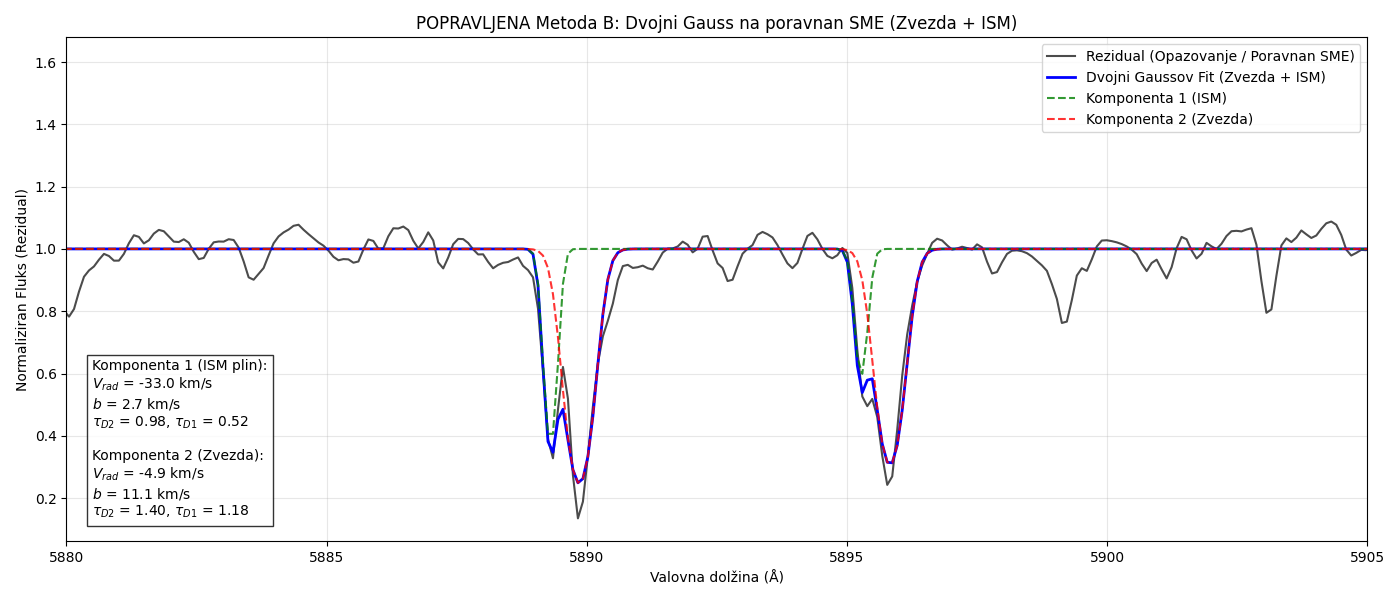 POPRAVLJENA Metoda B: Dvojni Gauss na poravnan SME (Zvezda + ISM)
Normaliziran Fluks (Rezidual)
1.6
1.4
1.2
1.0
0.8
0.6
0.4
0.2
Rezidual (Opazovanje / Poravnan SME)
Dvojni Gaussov Fit (Zvezda + ISM)
Komponenta 1 (ISM)
Komponenta 2 (Zvezda)
Komponenta 1 (ISM plin):
V_rad = -33.0 km/s
b = 2.7 km/s
τ_D2 = 0.98, τ_D1 = 0.52
Komponenta 2 (Zvezda):
V_rad = -4.9 km/s
b = 11.1 km/s
τ_D2 = 1.40, τ_D1 = 1.18
5880 5885 5890 5895 5900 5905
Valovna dolžina (Å)